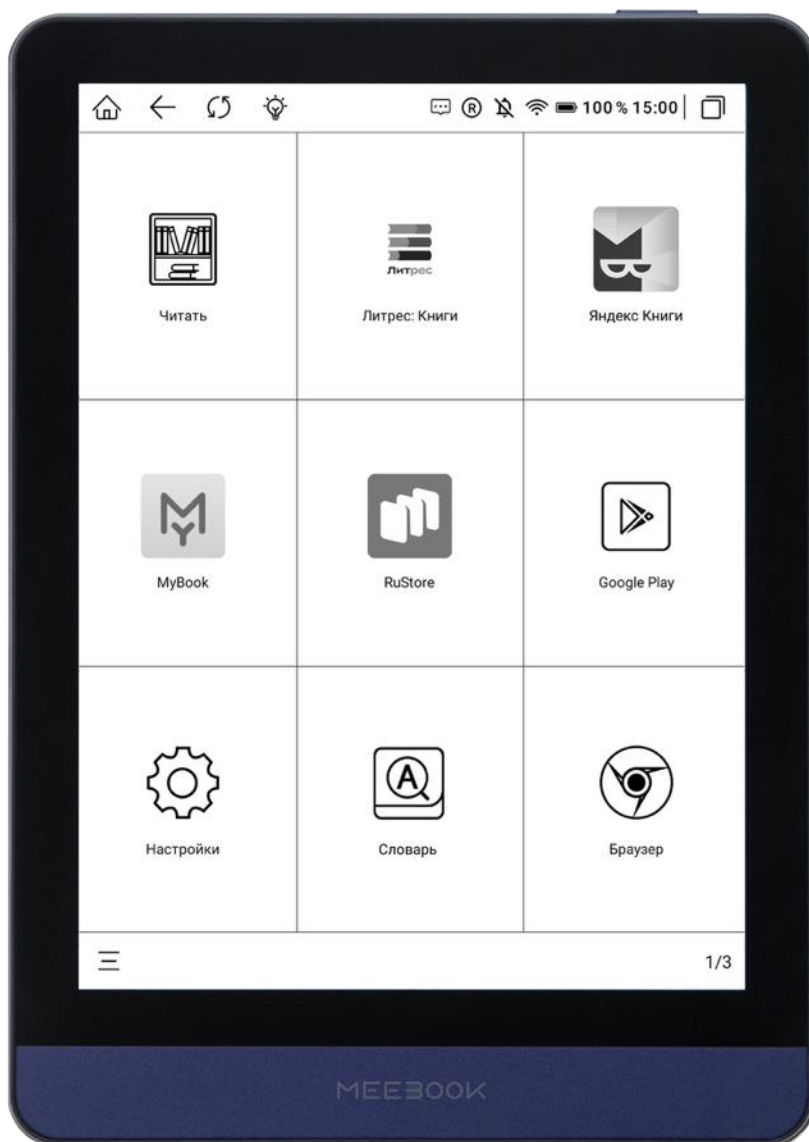 ® 100 % 15:00
Литрес
Читать Литрес: Книги Яндекс Книги
MY
MyBook RuStore Google Play
A
Настройки Словарь Браузер
1/3
MEEBOOK